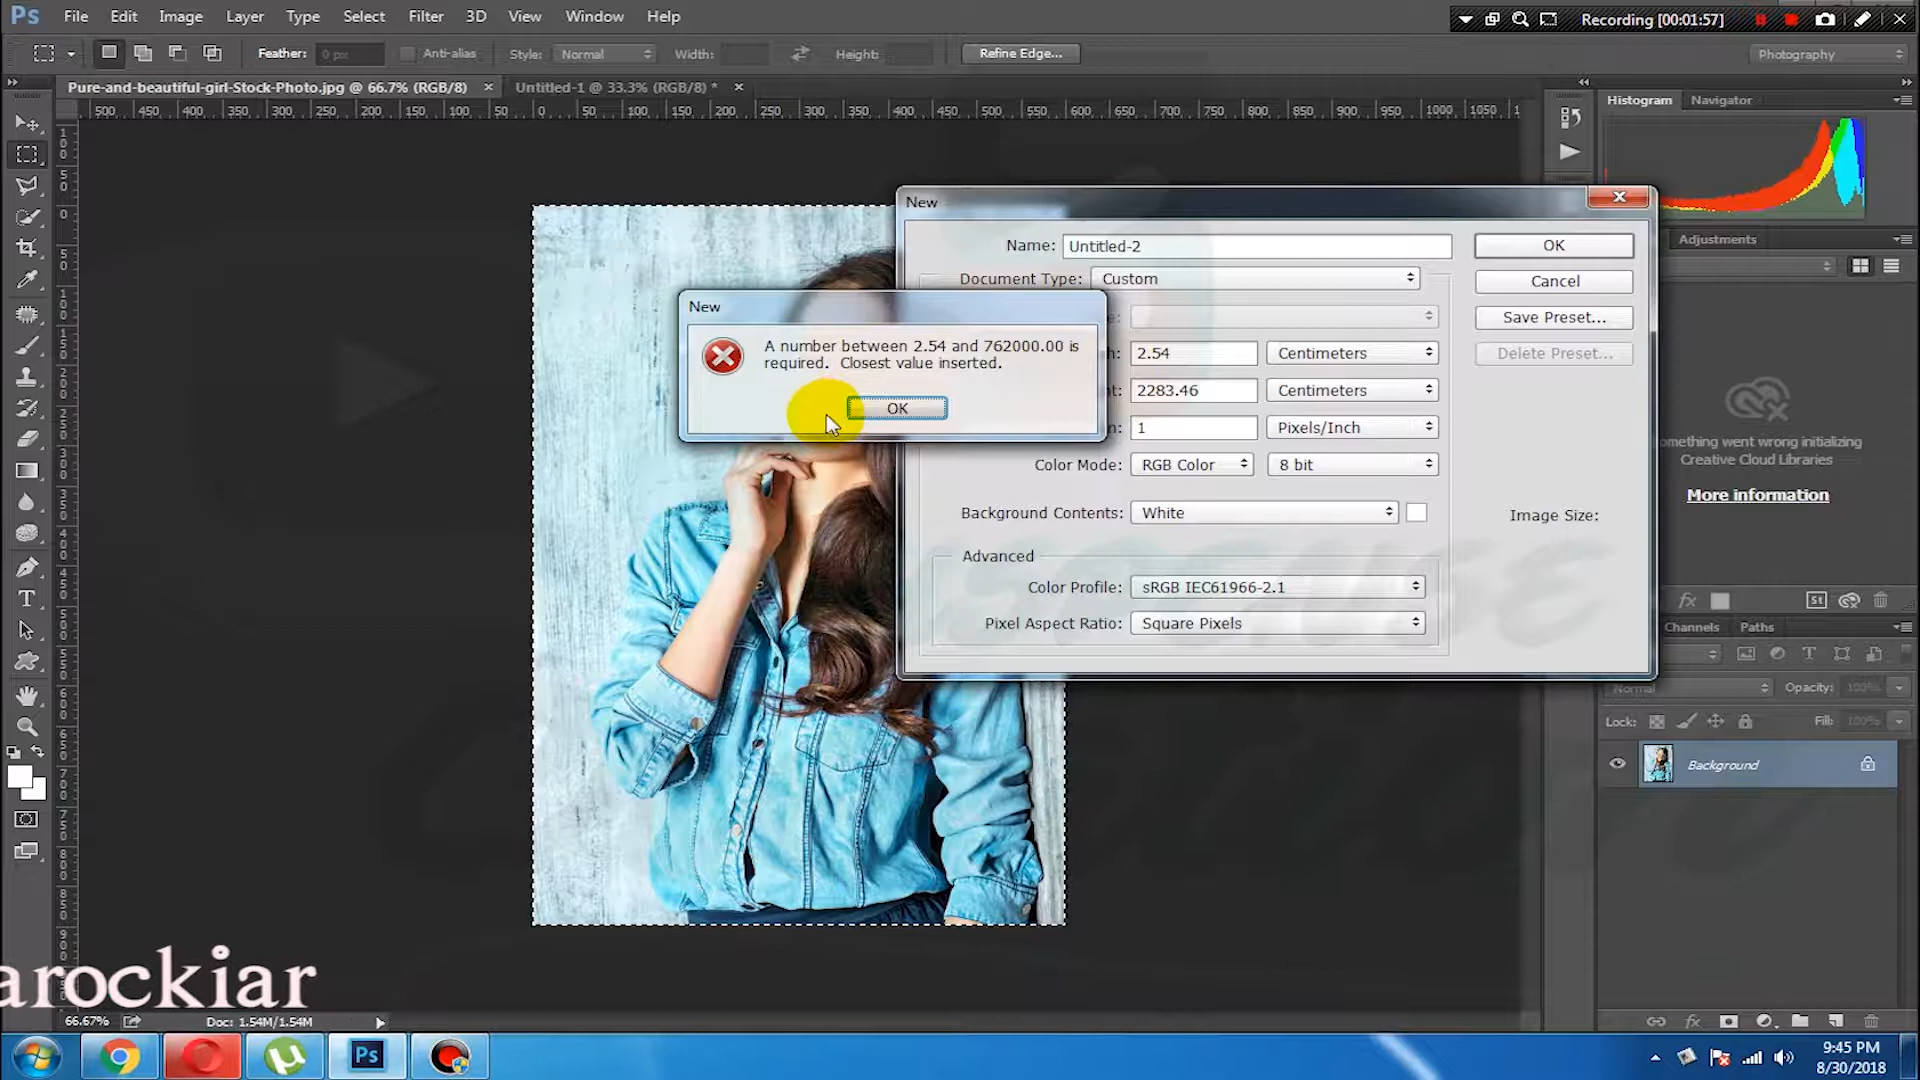 Ps File Edit Image Layer Type Select Filter 3D View Window Help
Recording [00:01:57]
Feather: 0 px Anti-alias Style: Normal Width: Height: Refine Edge... Photography
Pure-and-beautiful-girl-Stock-Photo.jpg @ 66.7% (RGB/8) × Untitled-1 @ 33.3% (RGB/8) * ×
Histogram Navigator
500 450 400 350 300 250 200 150 100 50 0 50 100 150 200 250 300 350 400 450 500 550 600 650 700 750 800 850 900 950 1000 1050 1
New
Name: Untitled-2 OK
Adjustments
Document Type: Custom Cancel
New
A number between 2.54 and 762000.00 is
required. Closest value inserted.
OK
Save Preset...
2.54 Centimeters Delete Preset...
2283.46 Centimeters
1 Pixels/Inch
omething went wrong initializing
Creative Cloud Libraries
More information
Color Mode: RGB Color 8 bit
Background Contents: White
Image Size:
Advanced
Color Profile: sRGB IEC61966-2.1
Pixel Aspect Ratio: Square Pixels
Channels Paths
Normal Opacity: 100%
Lock: Fill: 100%
Background
arockiar
66.67% Doc: 1.54M/1.54M
Ps
9:45 PM
8/30/2018